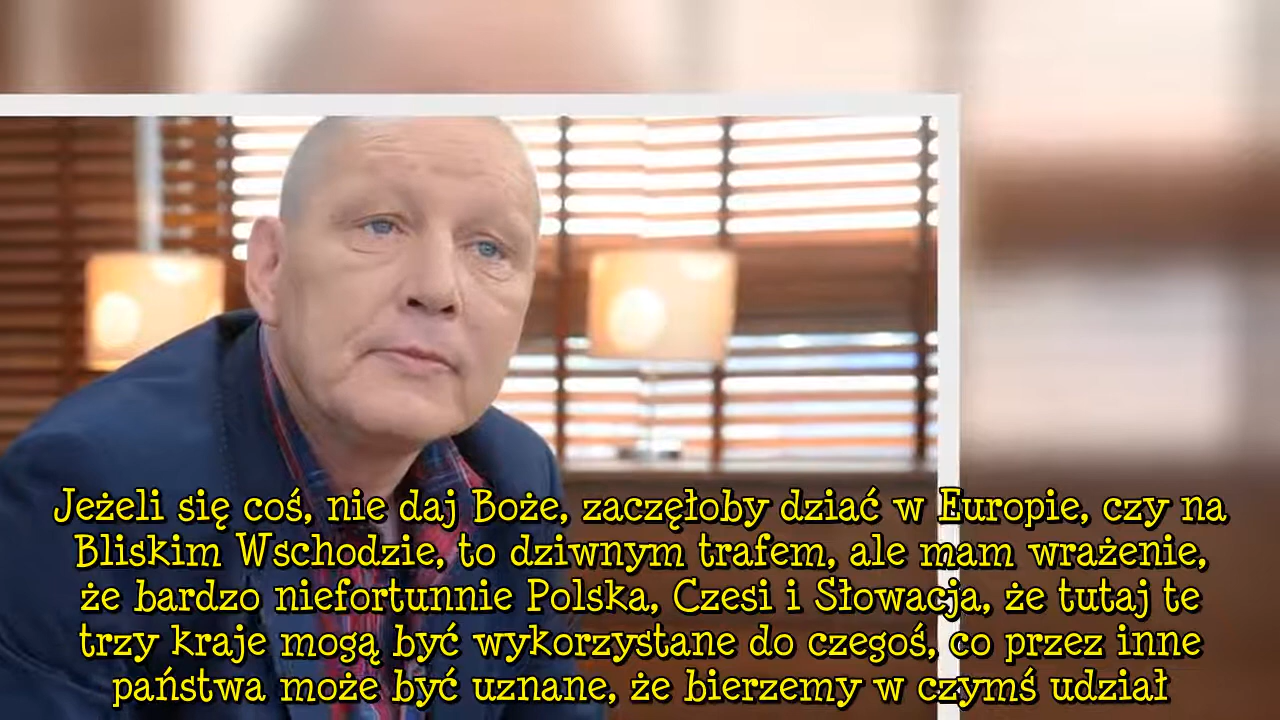 Jeżeli się coś, nie daj Boże, zaczęłoby dziać w Europie, czy na
Bliskim Wschodzie, to dziwnym trafem, ale mam wrażenie,
że bardzo niefortunnie Polska, Czesi i Słowacja, że tutaj te
trzy kraje mogą być wykorzystane do czegoś, co przez inne
państwa może być uznane, że bierzemy w czymś udział